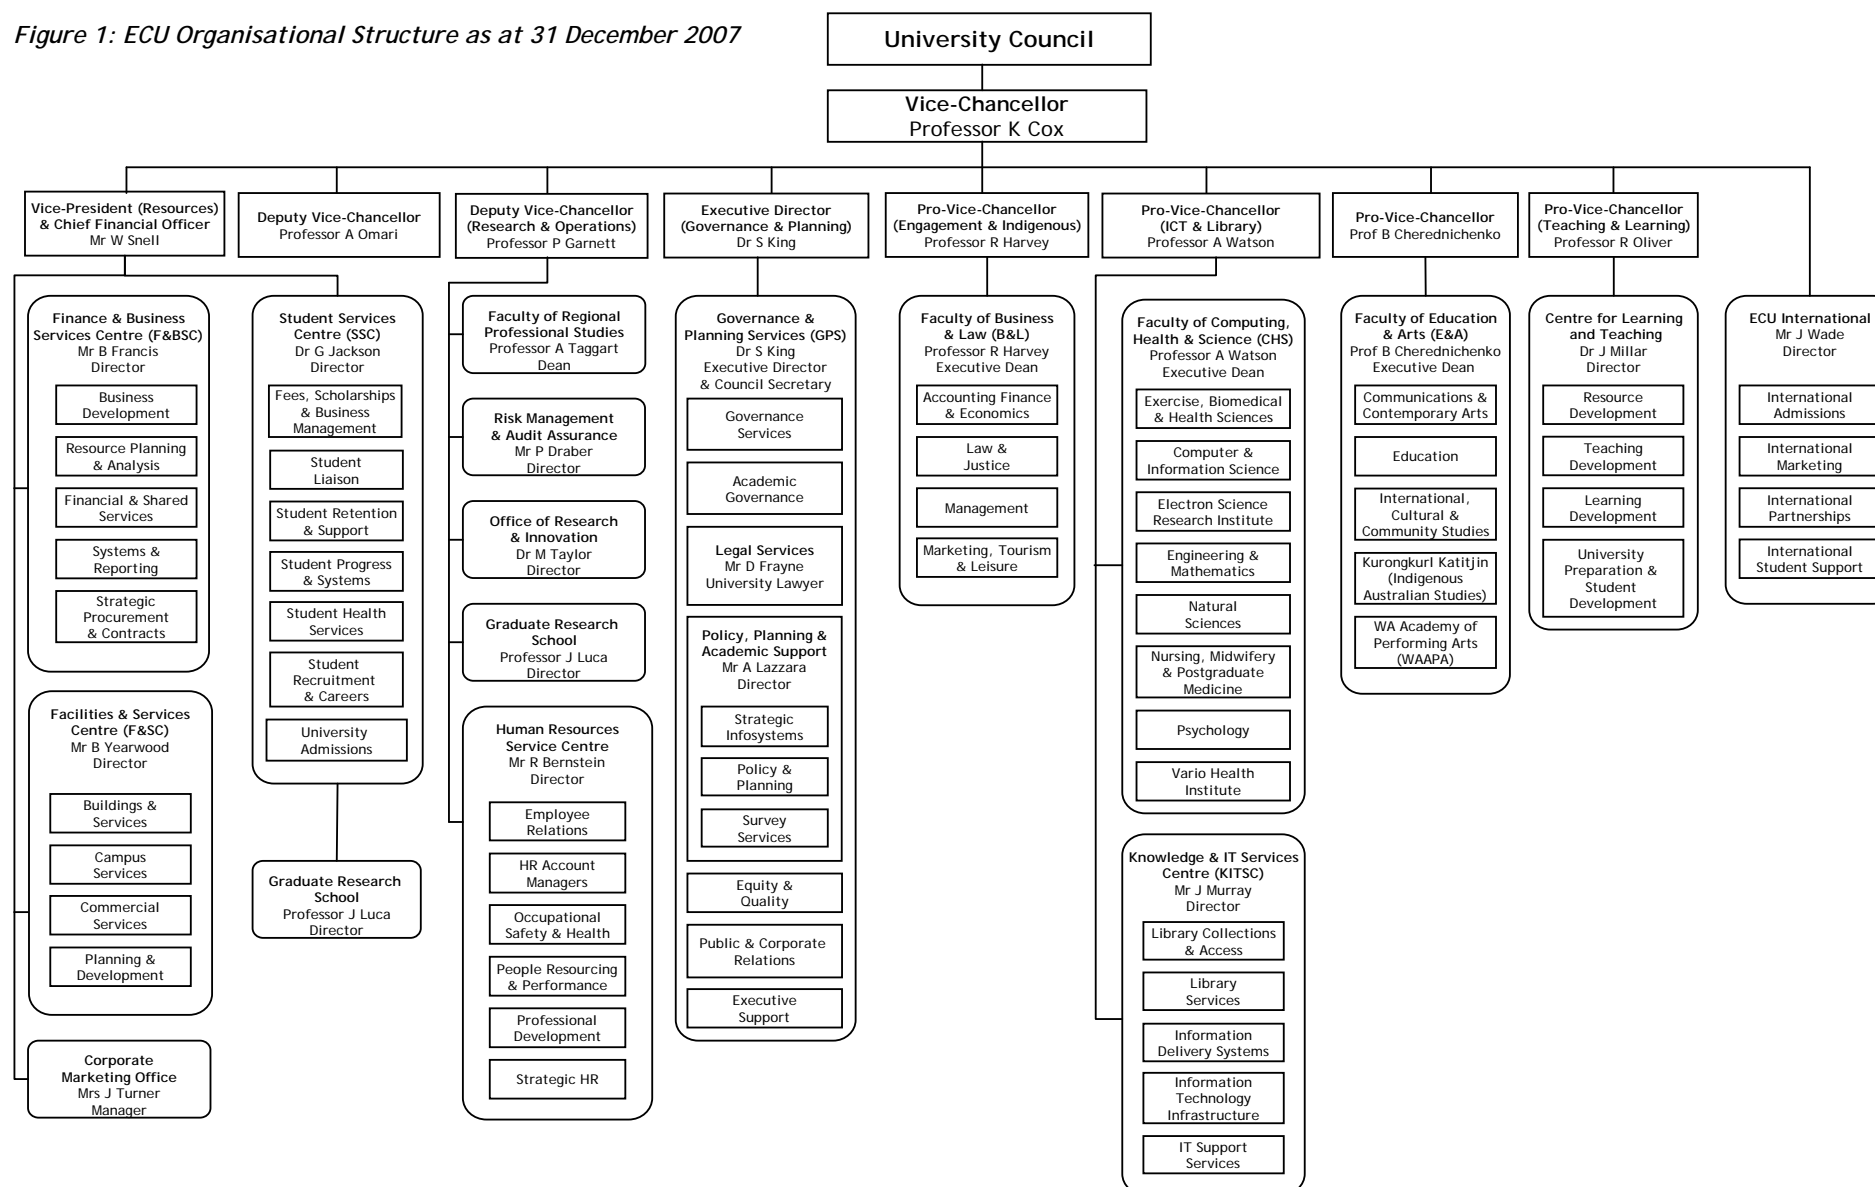 Figure 1: ECU Organisational Structure as at 31 December 2007
University Council
Vice-Chancellor
Professor K Cox
Vice-President (Resources)
& Chief Financial Officer
Mr W Snell
Deputy Vice-Chancellor
Professor A Omari
Deputy Vice-Chancellor
(Research & Operations)
Professor P Garnett
Executive Director
(Governance & Planning)
Dr S King
Pro-Vice-Chancellor
(Engagement & Indigenous)
Professor R Harvey
Pro-Vice-Chancellor
(ICT & Library)
Professor A Watson
Pro-Vice-Chancellor
Prof B Cherednichenko
Pro-Vice-Chancellor
(Teaching & Learning)
Professor R Oliver
Finance & Business
Services Centre (F&BSC)
Mr B Francis
Director
Business
Development
Resource Planning
& Analysis
Financial & Shared
Services
Systems &
Reporting
Strategic
Procurement
& Contracts
Facilities & Services
Centre (F&SC)
Mr B Yearwood
Director
Buildings &
Services
Campus
Services
Commercial
Services
Planning &
Development
Corporate
Marketing Office
Mrs J Turner
Manager
Student Services
Centre (SSC)
Dr G Jackson
Director
Fees, Scholarships
& Business
Management
Student
Liaison
Student Retention
& Support
Student Progress
& Systems
Student Health
Services
Student
Recruitment
& Careers
University
Admissions
Graduate Research
School
Professor J Luca
Director
Faculty of Regional
Professional Studies
Professor A Taggart
Dean
Risk Management
& Audit Assurance
Mr P Draber
Director
Office of Research
& Innovation
Dr M Taylor
Director
Graduate Research
School
Professor J Luca
Director
Human Resources
Service Centre
Mr R Bernstein
Director
Employee
Relations
HR Account
Managers
Occupational
Safety & Health
People Resourcing
& Performance
Professional
Development
Strategic HR
Governance &
Planning Services (GPS)
Dr S King
Executive Director
& Council Secretary
Governance
Services
Academic
Governance
Legal Services
Mr D Frayne
University Lawyer
Policy, Planning &
Academic Support
Mr A Lazzara
Director
Strategic
Infosystems
Policy &
Planning
Survey
Services
Equity &
Quality
Public & Corporate
Relations
Executive
Support
Faculty of Business
& Law (B&L)
Professor R Harvey
Executive Dean
Accounting Finance
& Economics
Law &
Justice
Management
Marketing, Tourism
& Leisure
Faculty of Computing,
Health & Science (CHS)
Professor A Watson
Executive Dean
Exercise, Biomedical
& Health Sciences
Computer &
Information Science
Electron Science
Research Institute
Engineering &
Mathematics
Natural
Sciences
Nursing, Midwifery
& Postgraduate
Medicine
Psychology
Vario Health
Institute
Knowledge & IT Services
Centre (KITSC)
Mr J Murray
Director
Library Collections
& Access
Library
Services
Information
Delivery Systems
Information
Technology
Infrastructure
IT Support
Services
Faculty of Education
& Arts (E&A)
Prof B Cherednichenko
Executive Dean
Communications &
Contemporary Arts
Education
International,
Cultural &
Community Studies
Kurongkurl Katitjin
(Indigenous
Australian Studies)
WA Academy of
Performing Arts
(WAAPA)
Centre for Learning
and Teaching
Dr J Millar
Director
Resource
Development
Teaching
Development
Learning
Development
University
Preparation &
Student
Development
ECU International
Mr J Wade
Director
International
Admissions
International
Marketing
International
Partnerships
International
Student Support